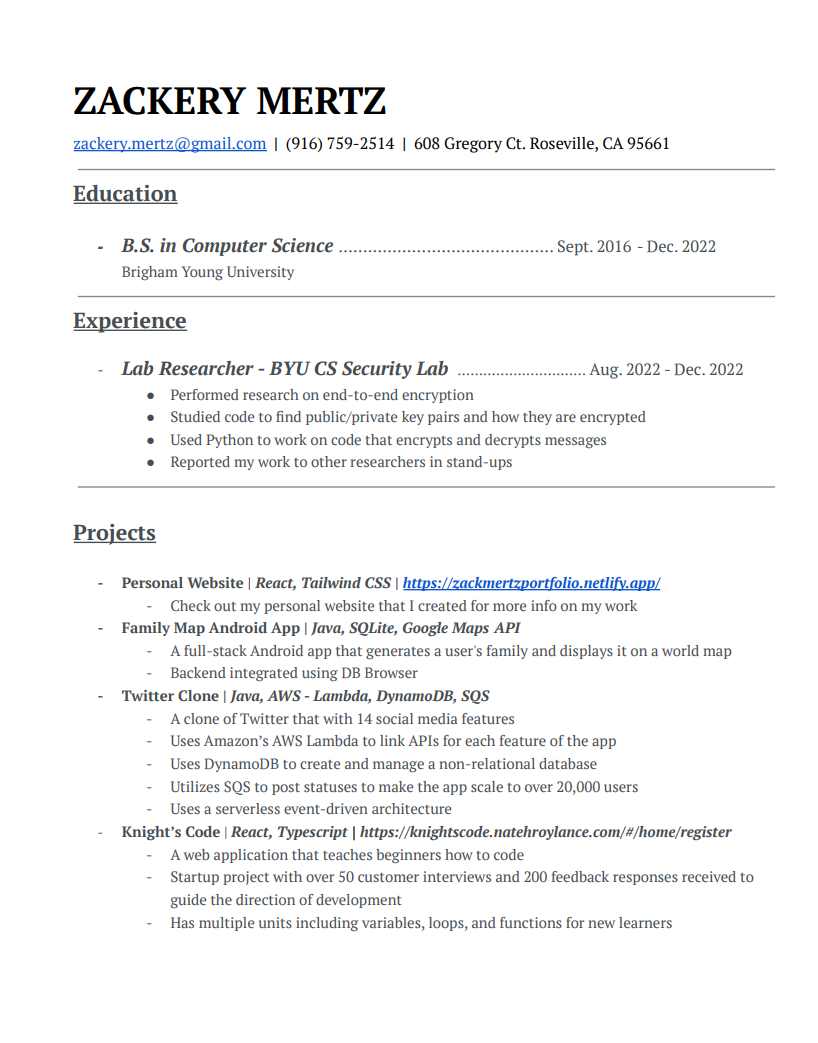 ZACKERY MERTZ
zackery.mertz@gmail.com | (916) 759-2514 | 608 Gregory Ct. Roseville, CA 95661
Education
- B.S. in Computer Science ............................................ Sept. 2016 - Dec. 2022
Brigham Young University
Experience
- Lab Researcher - BYU CS Security Lab .............................. Aug. 2022 - Dec. 2022
● Performed research on end-to-end encryption
● Studied code to find public/private key pairs and how they are encrypted
● Used Python to work on code that encrypts and decrypts messages
● Reported my work to other researchers in stand-ups
Projects
- Personal Website | React, Tailwind CSS | https://zackmertzportfolio.netlify.app/
- Check out my personal website that I created for more info on my work
- Family Map Android App | Java, SQLite, Google Maps API
- A full-stack Android app that generates a user's family and displays it on a world map
- Backend integrated using DB Browser
- Twitter Clone | Java, AWS - Lambda, DynamoDB, SQS
- A clone of Twitter that with 14 social media features
- Uses Amazon’s AWS Lambda to link APIs for each feature of the app
- Uses DynamoDB to create and manage a non-relational database
- Utilizes SQS to post statuses to make the app scale to over 20,000 users
- Uses a serverless event-driven architecture
- Knight’s Code | React, Typescript | https://knightscode.natehroylance.com/#/home/register
- A web application that teaches beginners how to code
- Startup project with over 50 customer interviews and 200 feedback responses received to
guide the direction of development
- Has multiple units including variables, loops, and functions for new learners